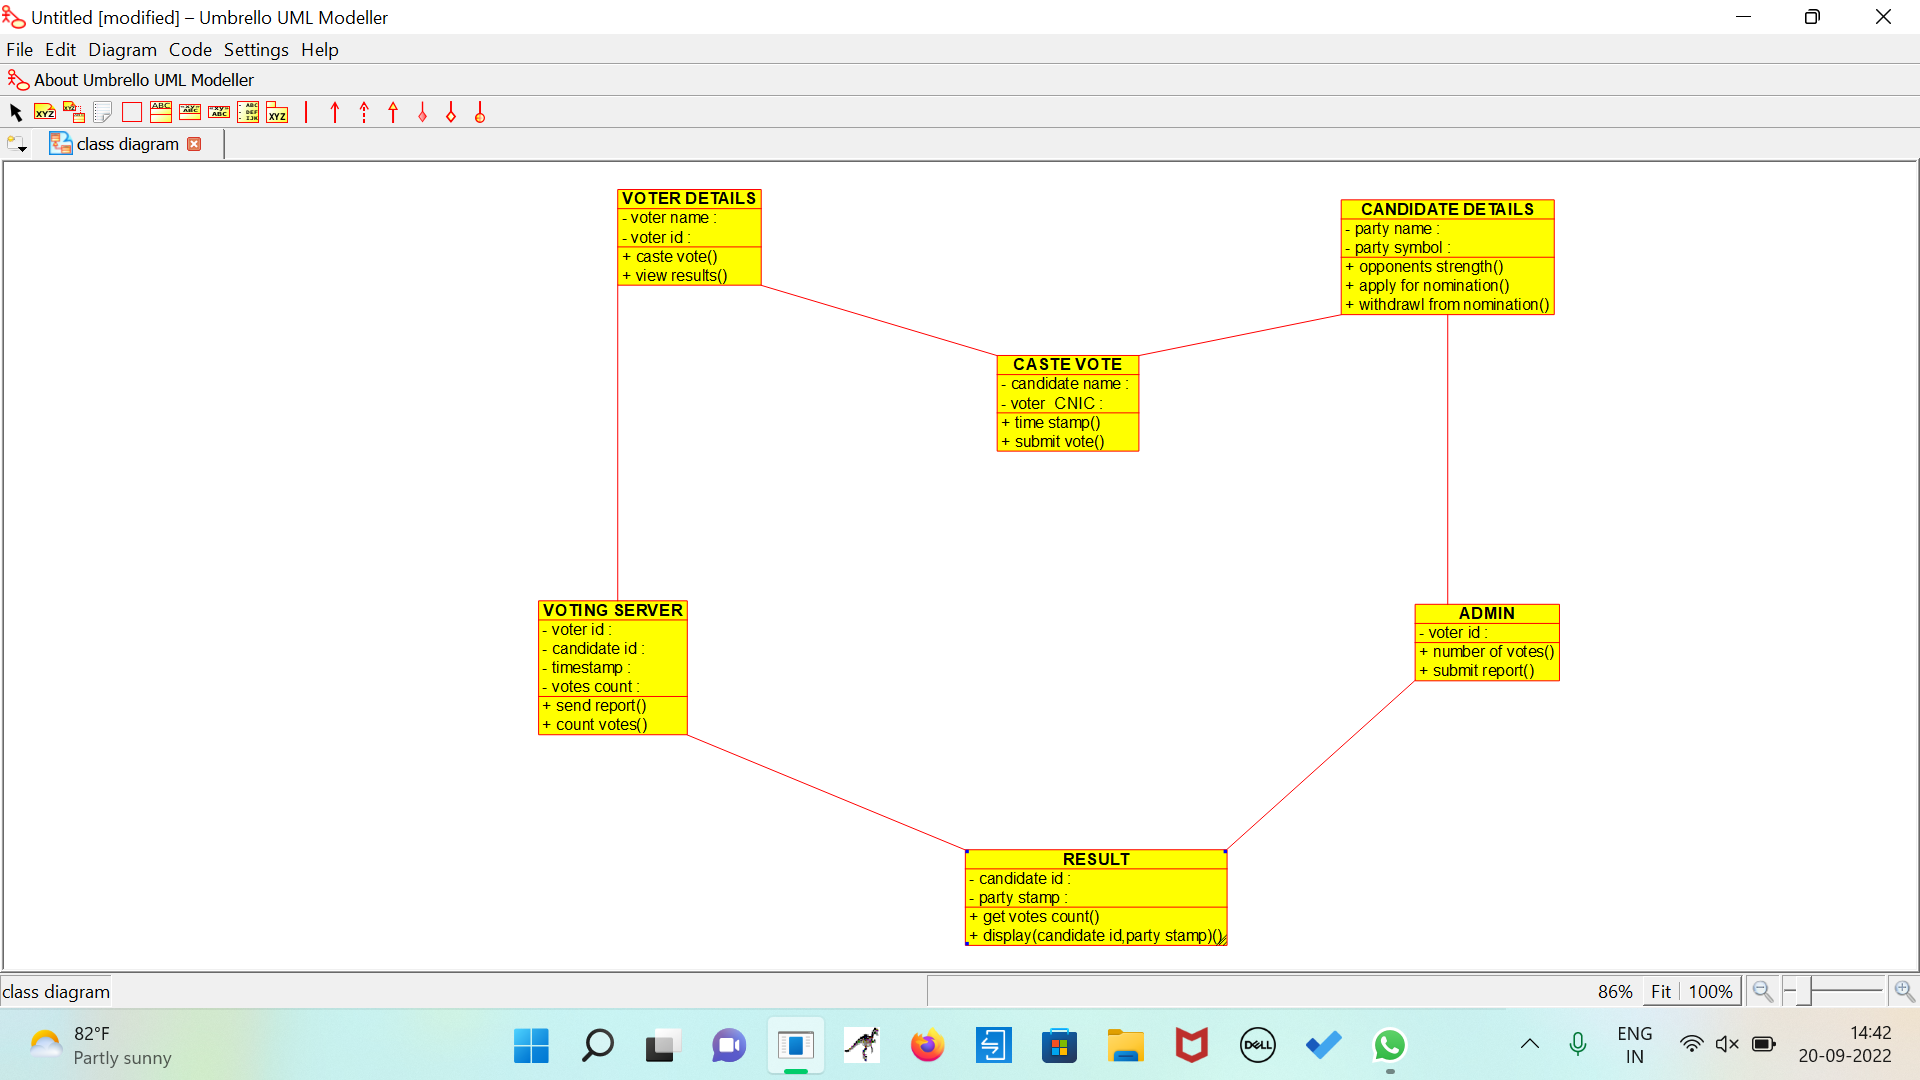 Untitled [modified] – Umbrello UML Modeller
File Edit Diagram Code Settings Help
About Umbrello UML Modeller
class diagram
VOTER DETAILS
- voter name :
- voter id :
+ caste vote()
+ view results()
CANDIDATE DETAILS
- party name :
- party symbol :
+ opponents strength()
+ apply for nomination()
+ withdrawl from nomination()
CASTE VOTE
- candidate name :
- voter  CNIC :
+ time stamp()
+ submit vote()
VOTING SERVER
- voter id :
- candidate id :
- timestamp :
- votes count :
+ send report()
+ count votes()
ADMIN
- voter id :
+ number of votes()
+ submit report()
RESULT
- candidate id :
- party stamp :
+ get votes count()
+ display(candidate id,party stamp)()
class diagram
86% Fit 100%
82°F
Partly sunny
DELL
ENG
IN
14:42
20-09-2022